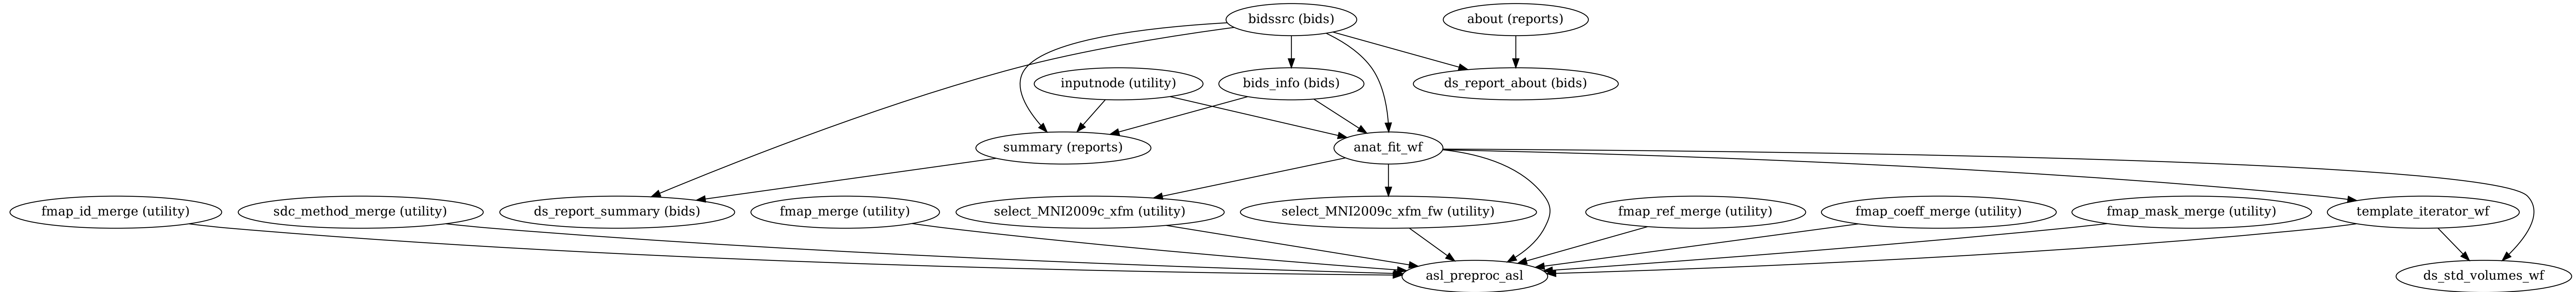 bidssrc (bids)
about (reports)
inputnode (utility)
bids_info (bids)
ds_report_about (bids)
summary (reports)
anat_fit_wf
fmap_id_merge (utility)
sdc_method_merge (utility)
ds_report_summary (bids)
fmap_merge (utility)
select_MNI2009c_xfm (utility)
select_MNI2009c_xfm_fw (utility)
fmap_ref_merge (utility)
fmap_coeff_merge (utility)
fmap_mask_merge (utility)
template_iterator_wf
asl_preproc_asl
ds_std_volumes_wf